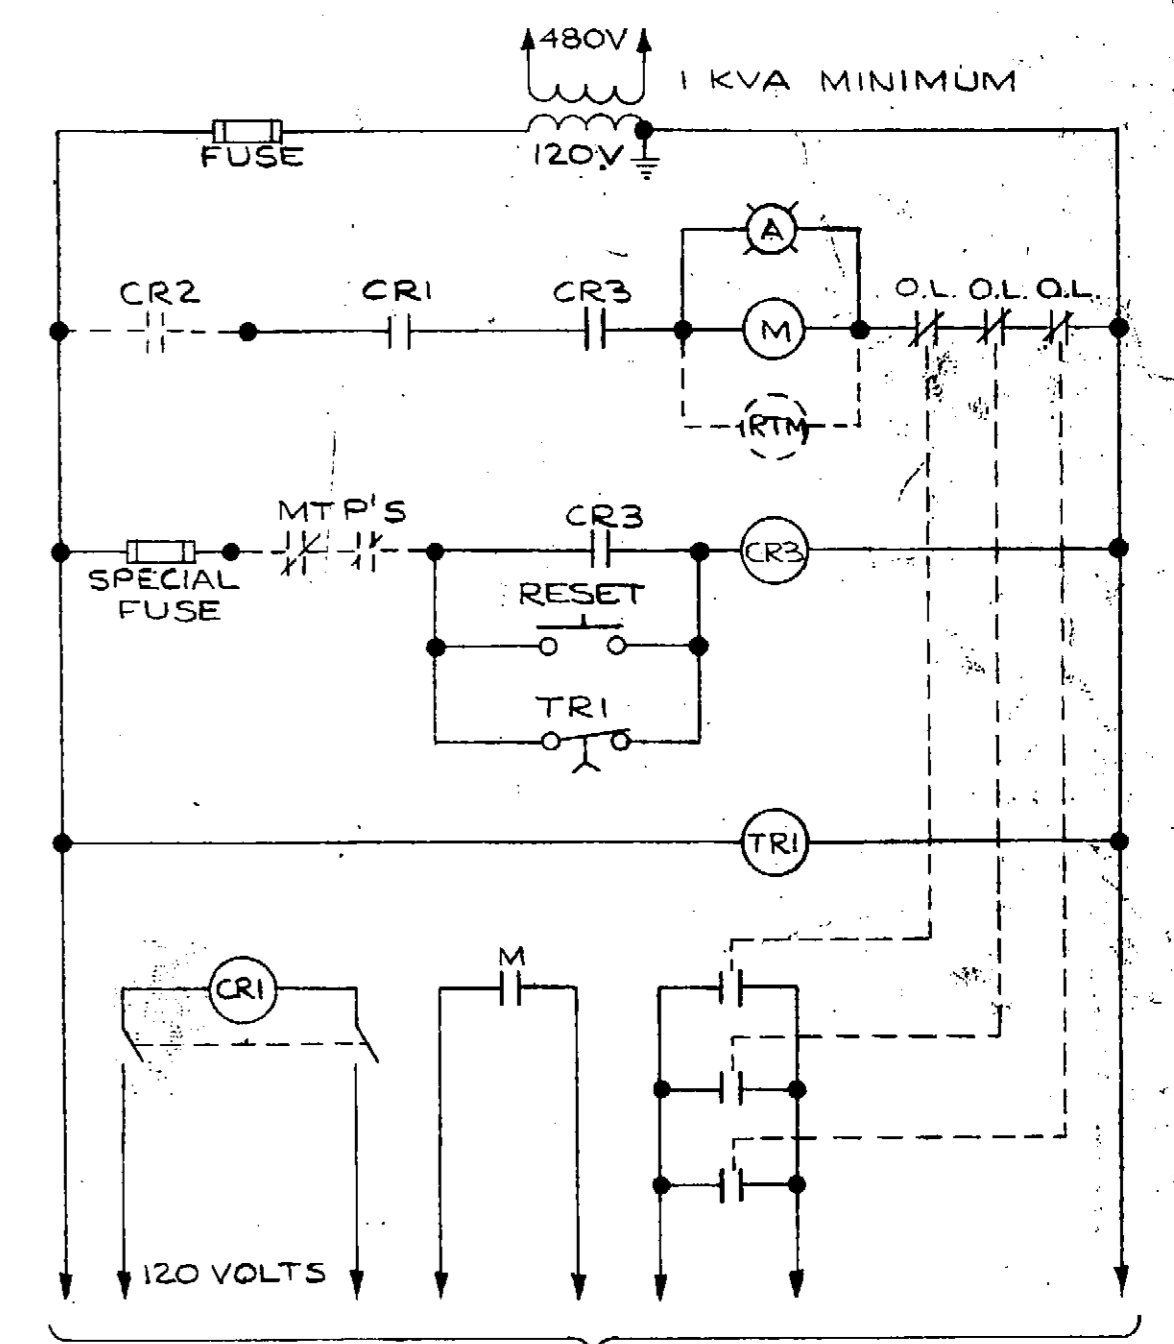 480V
1 KVA MINIMUM
FUSE
120V
A
CR2 CR1 CR3 O.L. O.L. O.L.
M
RTM
MT P'S CR3
CR3
SPECIAL
FUSE
RESET
TR1
TR1
CR1 M
120 VOLTS